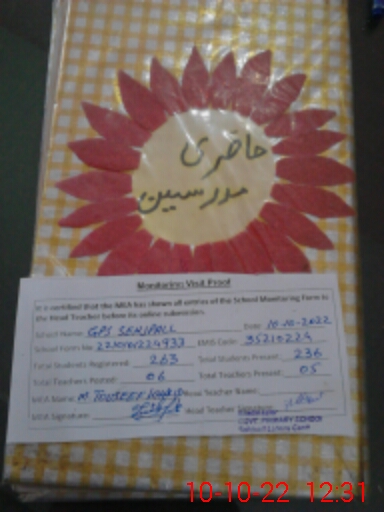 حاضری
مدرسین
Monitoring Visit Proof
It is certified that the MEA has shown all entries of the School Monitoring Form to
the Head Teacher before its online submission.
School Name: GPS Date 10-10-2022
School Form No: EMIS Code: 35210224
Total Students Registered: 263 Total Students Present: 236
Total Teachers Posted: 06 Total Teachers Present: 05
MEA Name: M Head Teacher Name:
MEA Signature: Head Teacher
GOVT PRIMARY SCHOOL
10-10-22 12:31